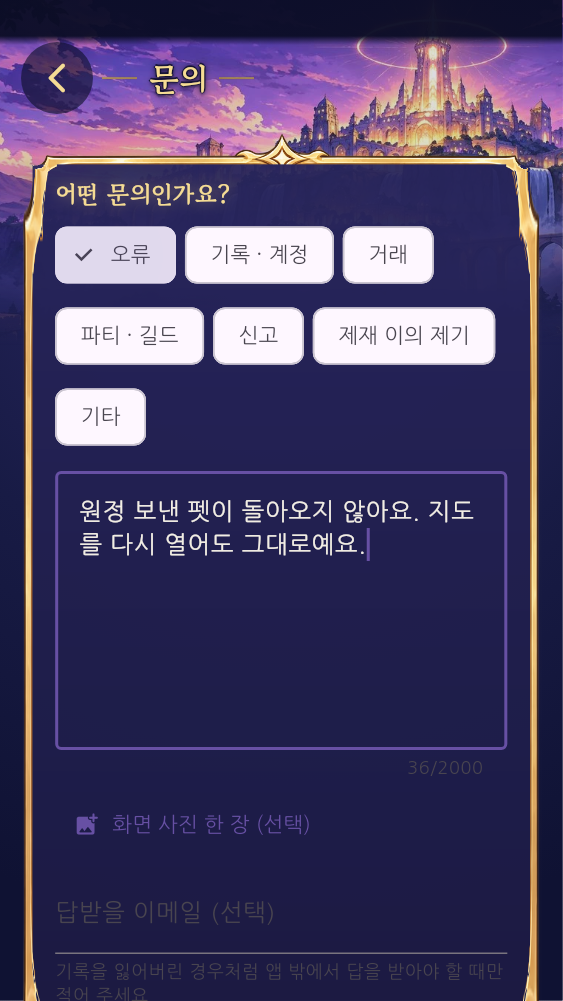 문의
어떤 문의인가요?
오류
기록 · 계정
거래
파티 · 길드
신고
제재 이의 제기
기타
원정 보낸 펫이 돌아오지 않아요. 지도
를 다시 열어도 그대로예요.
36/2000
화면 사진 한 장 (선택)
답받을 이메일 (선택)
기록을 잃어버린 경우처럼 앱 밖에서 답을 받아야 할 때만
적어 주세요